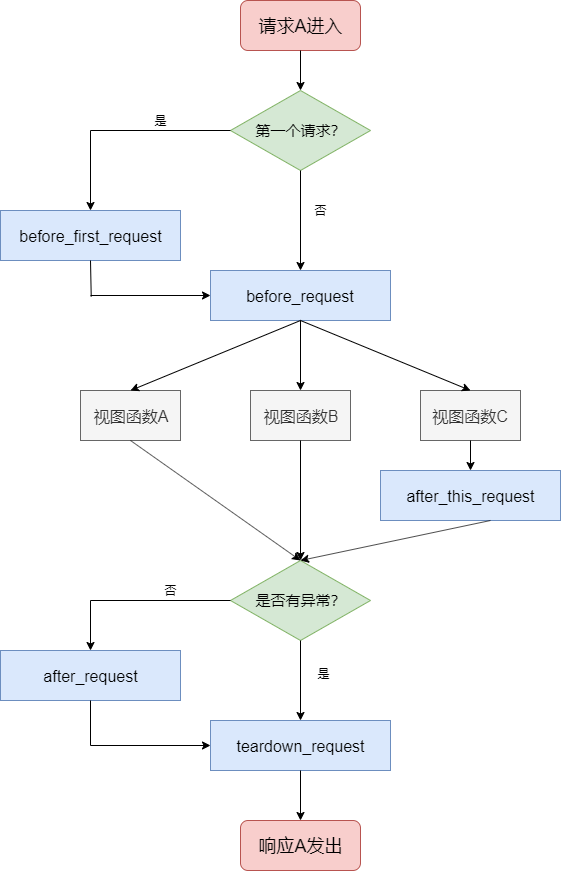 请求A进入
第一个请求?
是
否
before_first_request
before_request
视图函数A
视图函数B
视图函数C
after_this_request
是否有异常?
否
是
after_request
teardown_request
响应A发出